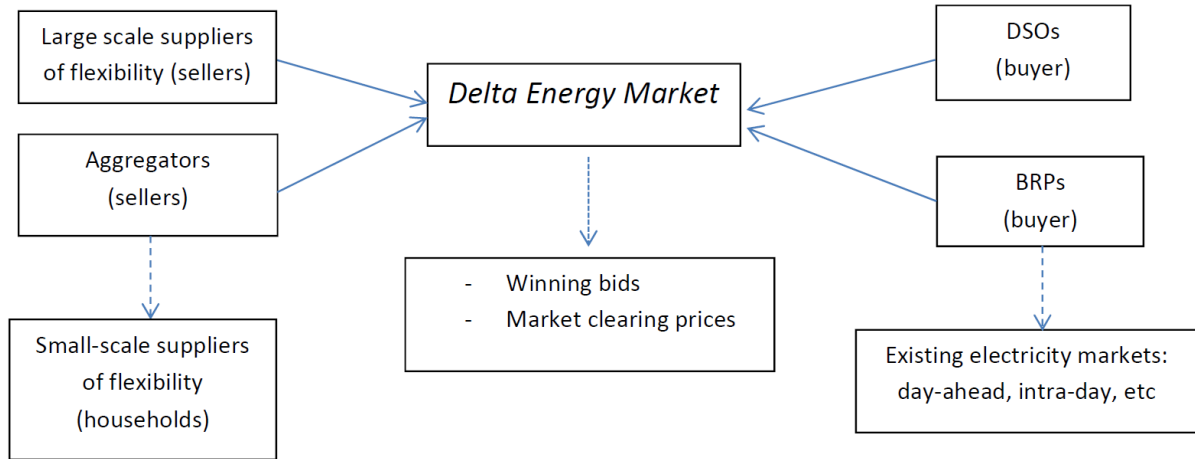 Large scale suppliers
of flexibility (sellers)
Aggregators
(sellers)
Small-scale suppliers
of flexibility
(households)
Delta Energy Market
- Winning bids
- Market clearing prices
DSOs
(buyer)
BRPs
(buyer)
Existing electricity markets:
day-ahead, intra-day, etc